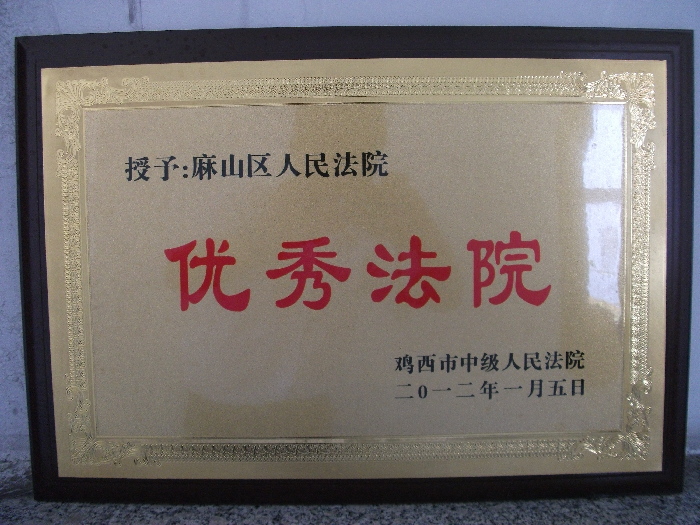 授予:麻山区人民法院
优秀法院
鸡西市中级人民法院
二0一二年一月五日